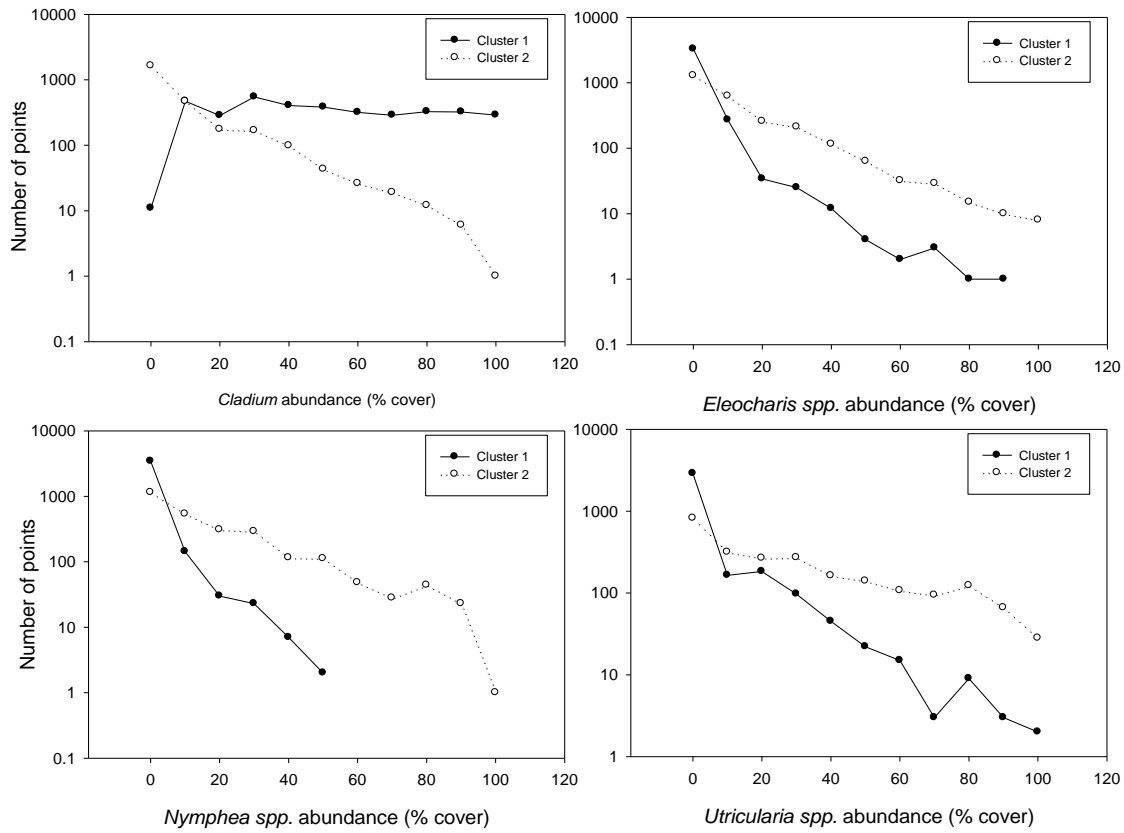 10000
1000
100
10
1
0.1
Number of points
0 20 40 60 80 100 120
Cladium abundance (% cover)
Cluster 1
Cluster 2
10000
1000
100
10
1
0.1
0 20 40 60 80 100 120
Eleocharis spp. abundance (% cover)
Cluster 1
Cluster 2
10000
1000
100
10
1
0.1
Number of points
0 20 40 60 80 100 120
Nymphea spp. abundance (% cover)
Cluster 1
Cluster 2
10000
1000
100
10
1
0 20 40 60 80 100 120
Utricularia spp. abundance (% cover)
Cluster 1
Cluster 2